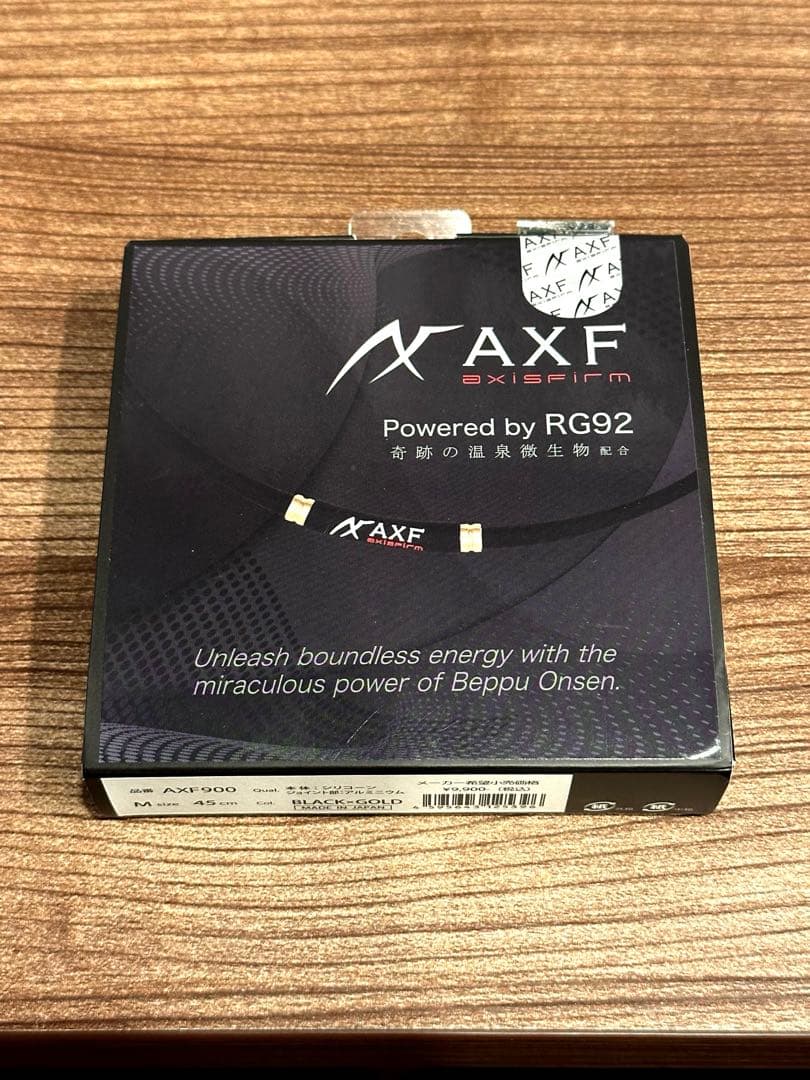 AXF
F AXF
AXF A
AXF
axisfirm
Powered by RG92
奇跡の温泉微生物配合
AXF
axisfirm
Unleash boundless energy with the
miraculous power of Beppu Onsen.
品番 AXF900 Qual. 本体：シリコーン
ジョイント部：アルミニウム
メーカー希望小売価格
¥9,900-（税込）
M size 45cm Col. BLACK×GOLD
MADE IN JAPAN
紙 紙